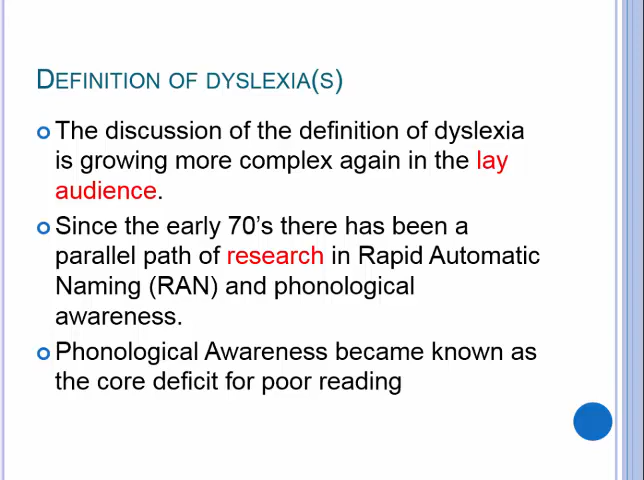 DEFINITION OF DYSLEXIA(S)
The discussion of the definition of dyslexia
is growing more complex again in the lay
audience.
Since the early 70's there has been a
parallel path of research in Rapid Automatic
Naming (RAN) and phonological
awareness.
Phonological Awareness became known as
the core deficit for poor reading